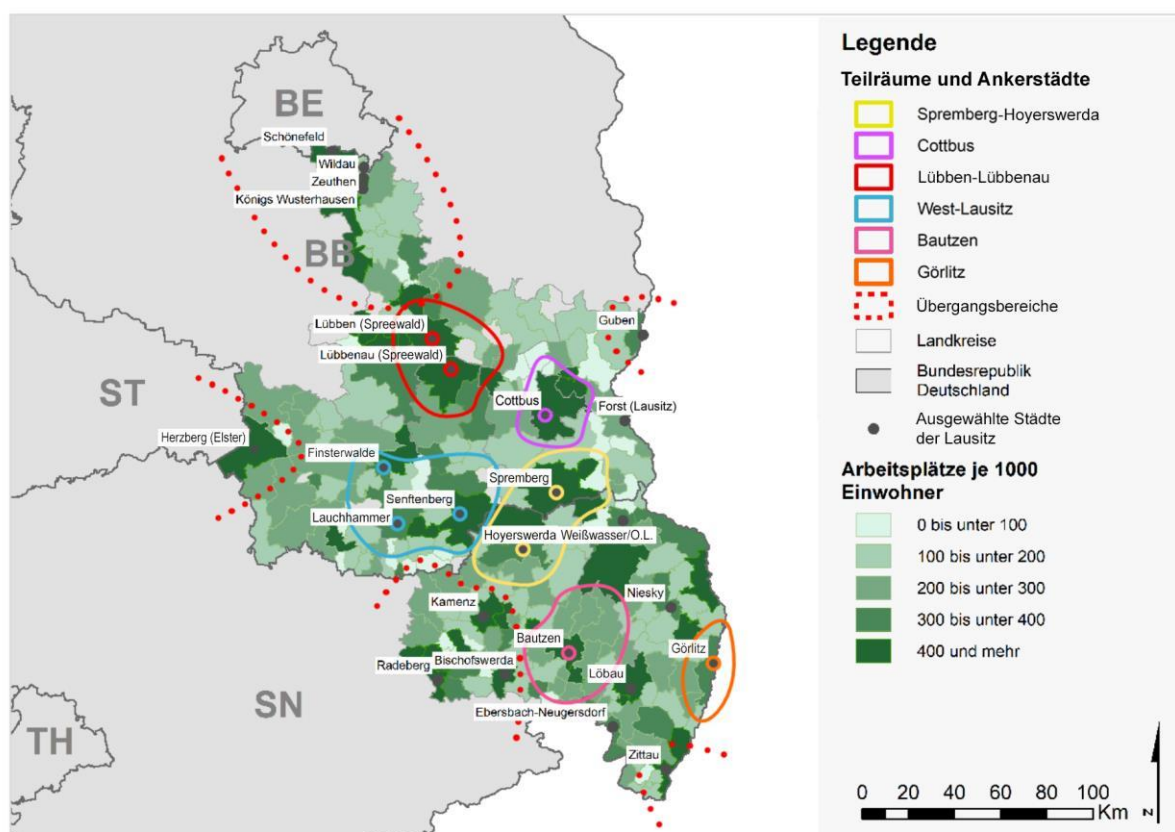 BE
Schönefeld
Wildau
Zeuthen
Königs Wusterhausen
BB
Lübben (Spreewald)
Lübbenau (Spreewald)
Guben
ST
Cottbus
Forst (Lausitz)
Herzberg (Elster)
Finsterwalde
Spremberg
Senftenberg
Lauchhammer
Hoyerswerda Weißwasser/O.L.
Kamenz
Niesky
Bautzen
Görlitz
Radeberg
Bischofswerda
Löbau
SN
Ebersbach-Neugersdorf
TH
Zittau
Legende
Teilräume und Ankerstädte
Spremberg-Hoyerswerda
Cottbus
Lübben-Lübbenau
West-Lausitz
Bautzen
Görlitz
Übergangsbereiche
Landkreise
Bundesrepublik
Deutschland
Ausgewählte Städte
der Lausitz
Arbeitsplätze je 1000
Einwohner
0 bis unter 100
100 bis unter 200
200 bis unter 300
300 bis unter 400
400 und mehr
0 20 40 60 80 100
Km
N